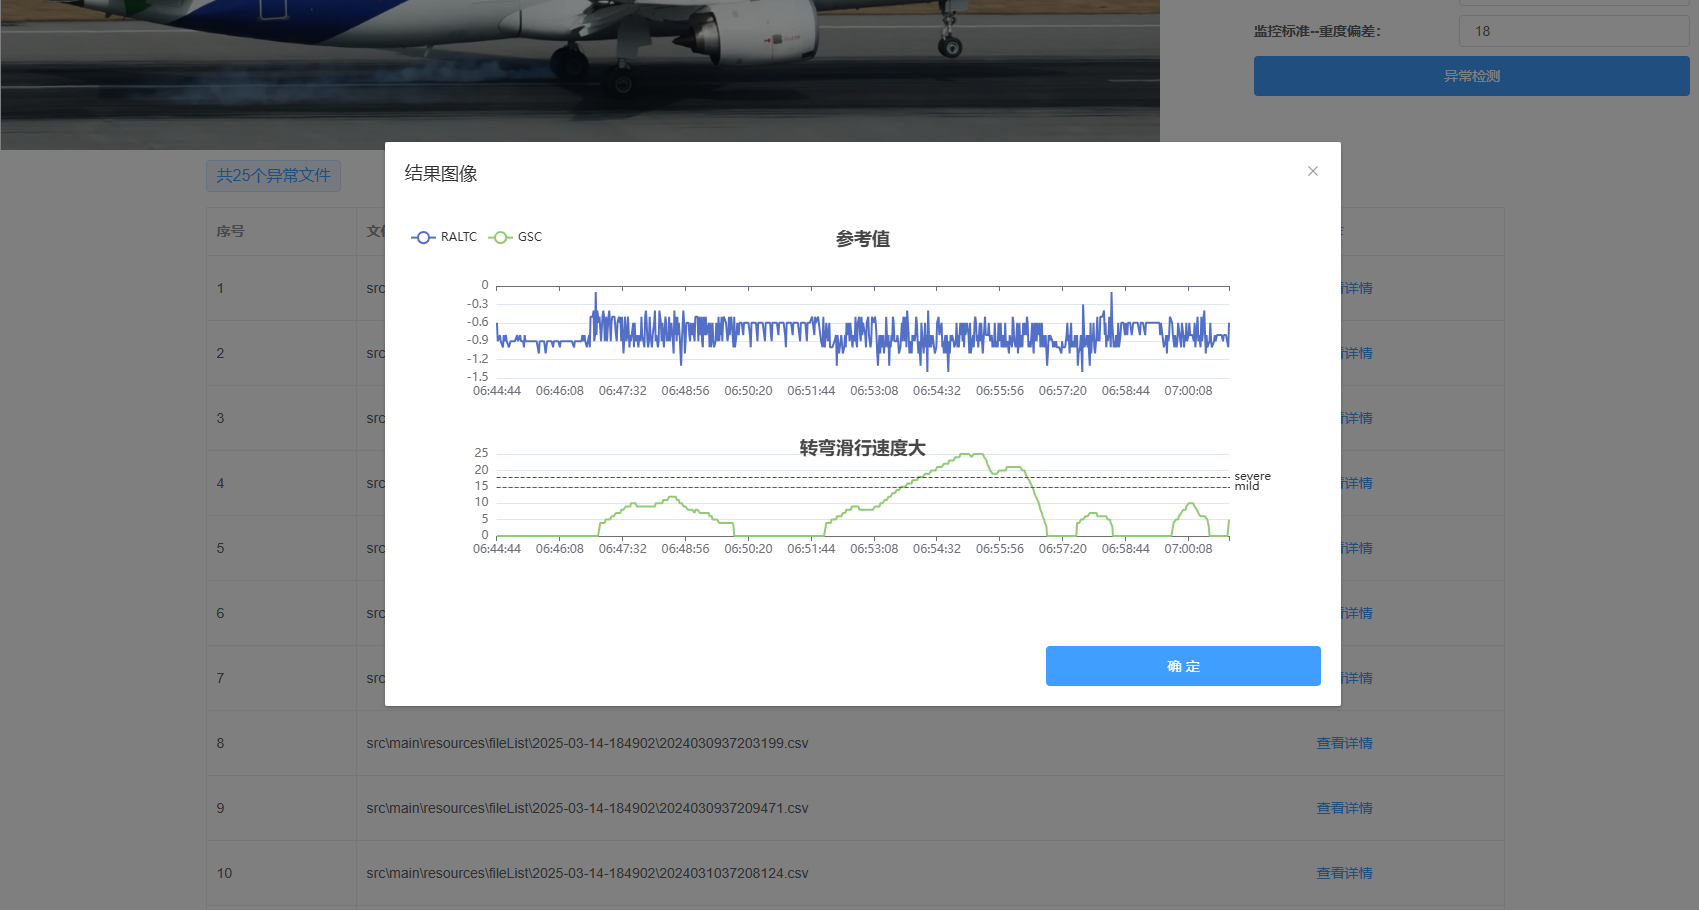 监控标准--重度偏差：
18
异常检测
共25个异常文件
结果图像
序号
RALTC GSC
参考值
0
-0.3
-0.6
-0.9
-1.2
-1.5
06:44:44 06:46:08 06:47:32 06:48:56 06:50:20 06:51:44 06:53:08 06:54:32 06:55:56 06:57:20 06:58:44 07:00:08
转弯滑行速度大
25
20
15
10
5
0
severe
mild
06:44:44 06:46:08 06:47:32 06:48:56 06:50:20 06:51:44 06:53:08 06:54:32 06:55:56 06:57:20 06:58:44 07:00:08
确 定
1 src 详情
2 src 详情
3 src 详情
4 src 详情
5 src 详情
6 src 详情
7 src 详情
8 src\main\resources\fileList\2025-03-14-184902\2024030937203199.csv 查看详情
9 src\main\resources\fileList\2025-03-14-184902\2024030937209471.csv 查看详情
10 src\main\resources\fileList\2025-03-14-184902\2024031037208124.csv 查看详情